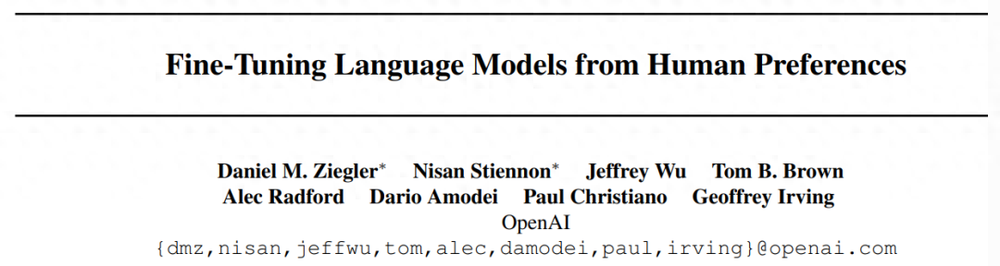 Fine-Tuning Language Models from Human Preferences
Daniel M. Ziegler* Nisan Stiennon* Jeffrey Wu Tom B. Brown
Alec Radford Dario Amodei Paul Christiano Geoffrey Irving
OpenAI
{dmz,nisan,jeffwu,tom,alec,damodei,paul,irving}@openai.com